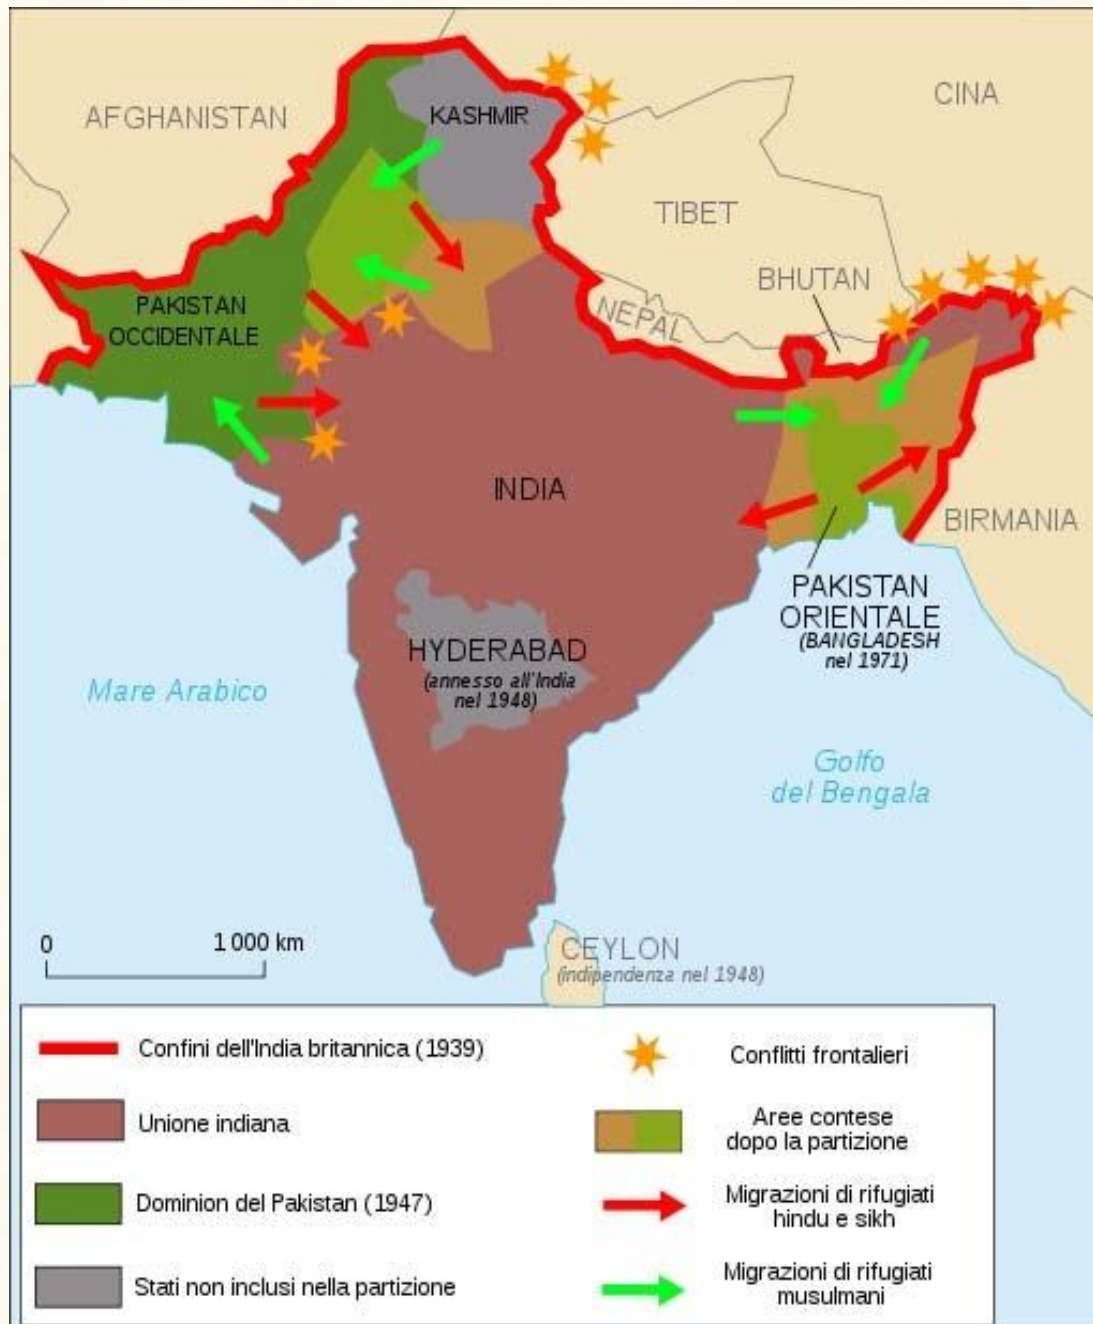 AFGHANISTAN
CINA
KASHMIR
TIBET
BHUTAN
NEPAL
PAKISTAN
OCCIDENTALE
INDIA
BIRMANIA
PAKISTAN
ORIENTALE
(BANGLADESH
nel 1971)
HYDERABAD
(annesso all'India
nel 1948)
Mare Arabico
Golfo
del Bengala
0 1 000 km
CEYLON
(indipendenza nel 1948)
Confini dell'India britannica (1939)
Unione indiana
Dominion del Pakistan (1947)
Stati non inclusi nella partizione
Conflitti frontalieri
Aree contese
dopo la partizione
Migrazioni di rifugiati
hindu e sikh
Migrazioni di rifugiati
musulmani